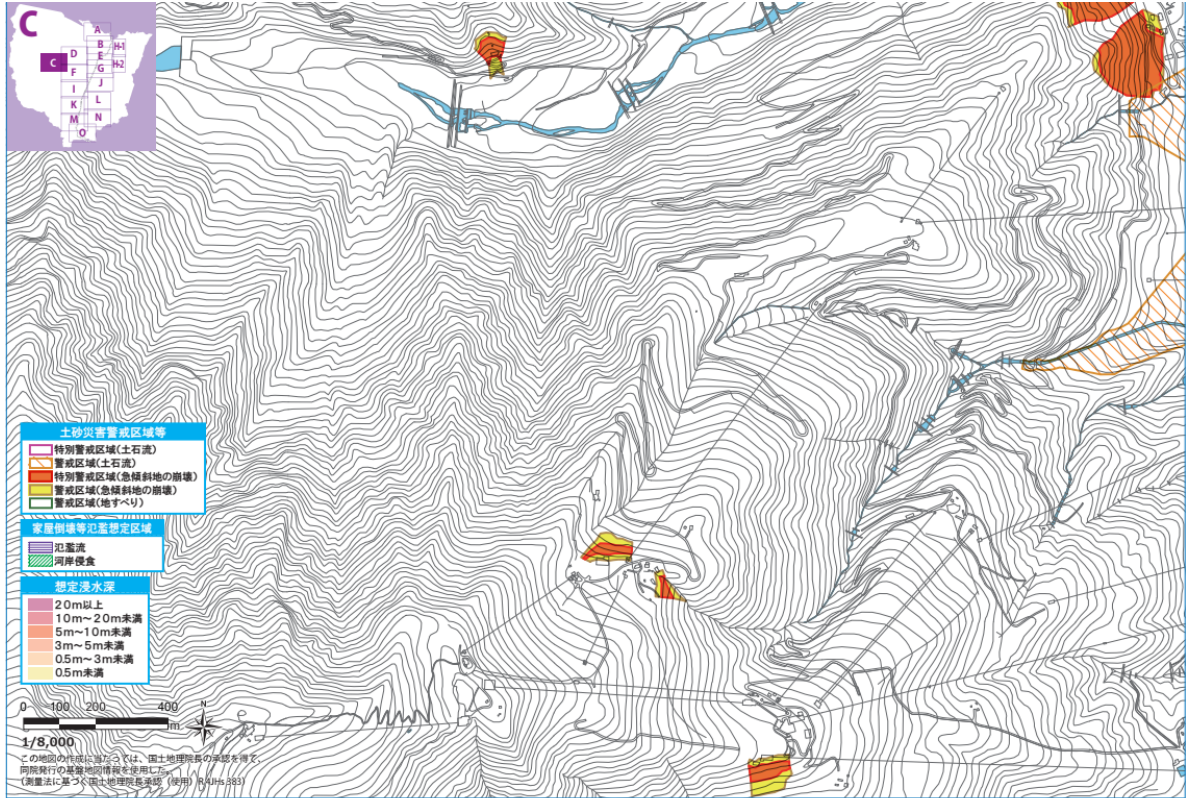 C
A
B
H-1
D
E
C
G
H-2
F
J
I
L
K
N
M
O
土砂災害警戒区域等
特別警戒区域(土石流)
警戒区域(土石流)
特別警戒区域(急傾斜地の崩壊)
警戒区域(急傾斜地の崩壊)
警戒区域(地すべり)
家屋倒壊等氾濫想定区域
氾濫流
河岸侵食
想定浸水深
20m以上
10m～20m未満
5m～10m未満
3m～5m未満
0.5m～3m未満
0.5m未満
0 100 200 400
m
1/8,000
この地図の作成に当たっては、国土地理院長の承認を得て、
同院発行の基盤地図情報を使用した。
(測量法に基づく国土地理院長承認(使用)R 4JHs 383)